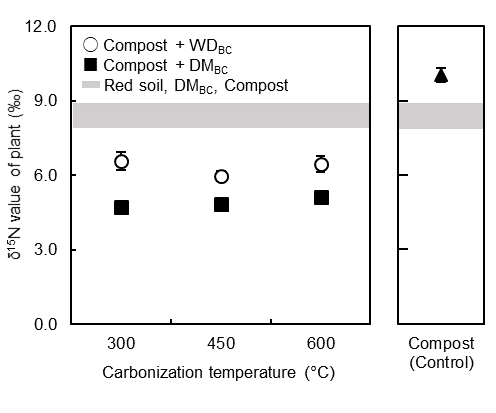 12.0
9.0
6.0
3.0
0.0
δ15N value of plant (‰)
Compost + WDBC
Compost + DMBC
Red soil, DMBC, Compost
300 450 600
Carbonization temperature (°C)
Compost
(Control)